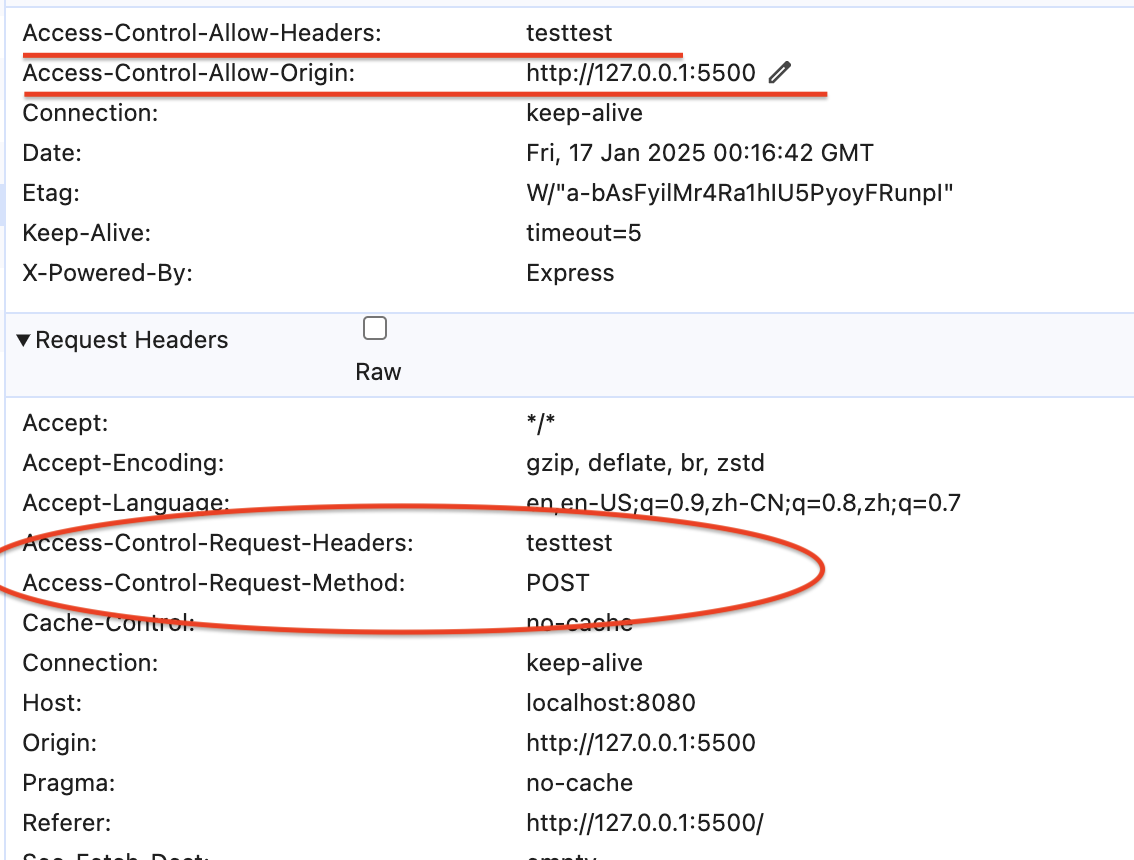 Access-Control-Allow-Headers: testtest
Access-Control-Allow-Origin: http://127.0.0.1:5500
Connection: keep-alive
Date: Fri, 17 Jan 2025 00:16:42 GMT
Etag: W/"a-bAsFyilMr4Ra1hIU5PyoyFRunpI"
Keep-Alive: timeout=5
X-Powered-By: Express
Request Headers
Raw
Accept: */*
Accept-Encoding: gzip, deflate, br, zstd
Accept-Language: en,en-US;q=0.9,zh-CN;q=0.8,zh;q=0.7
Access-Control-Request-Headers: testtest
Access-Control-Request-Method: POST
Cache-Control: no-cache
Connection: keep-alive
Host: localhost:8080
Origin: http://127.0.0.1:5500
Pragma: no-cache
Referer: http://127.0.0.1:5500/
Sec-Fetch-Dest: empty